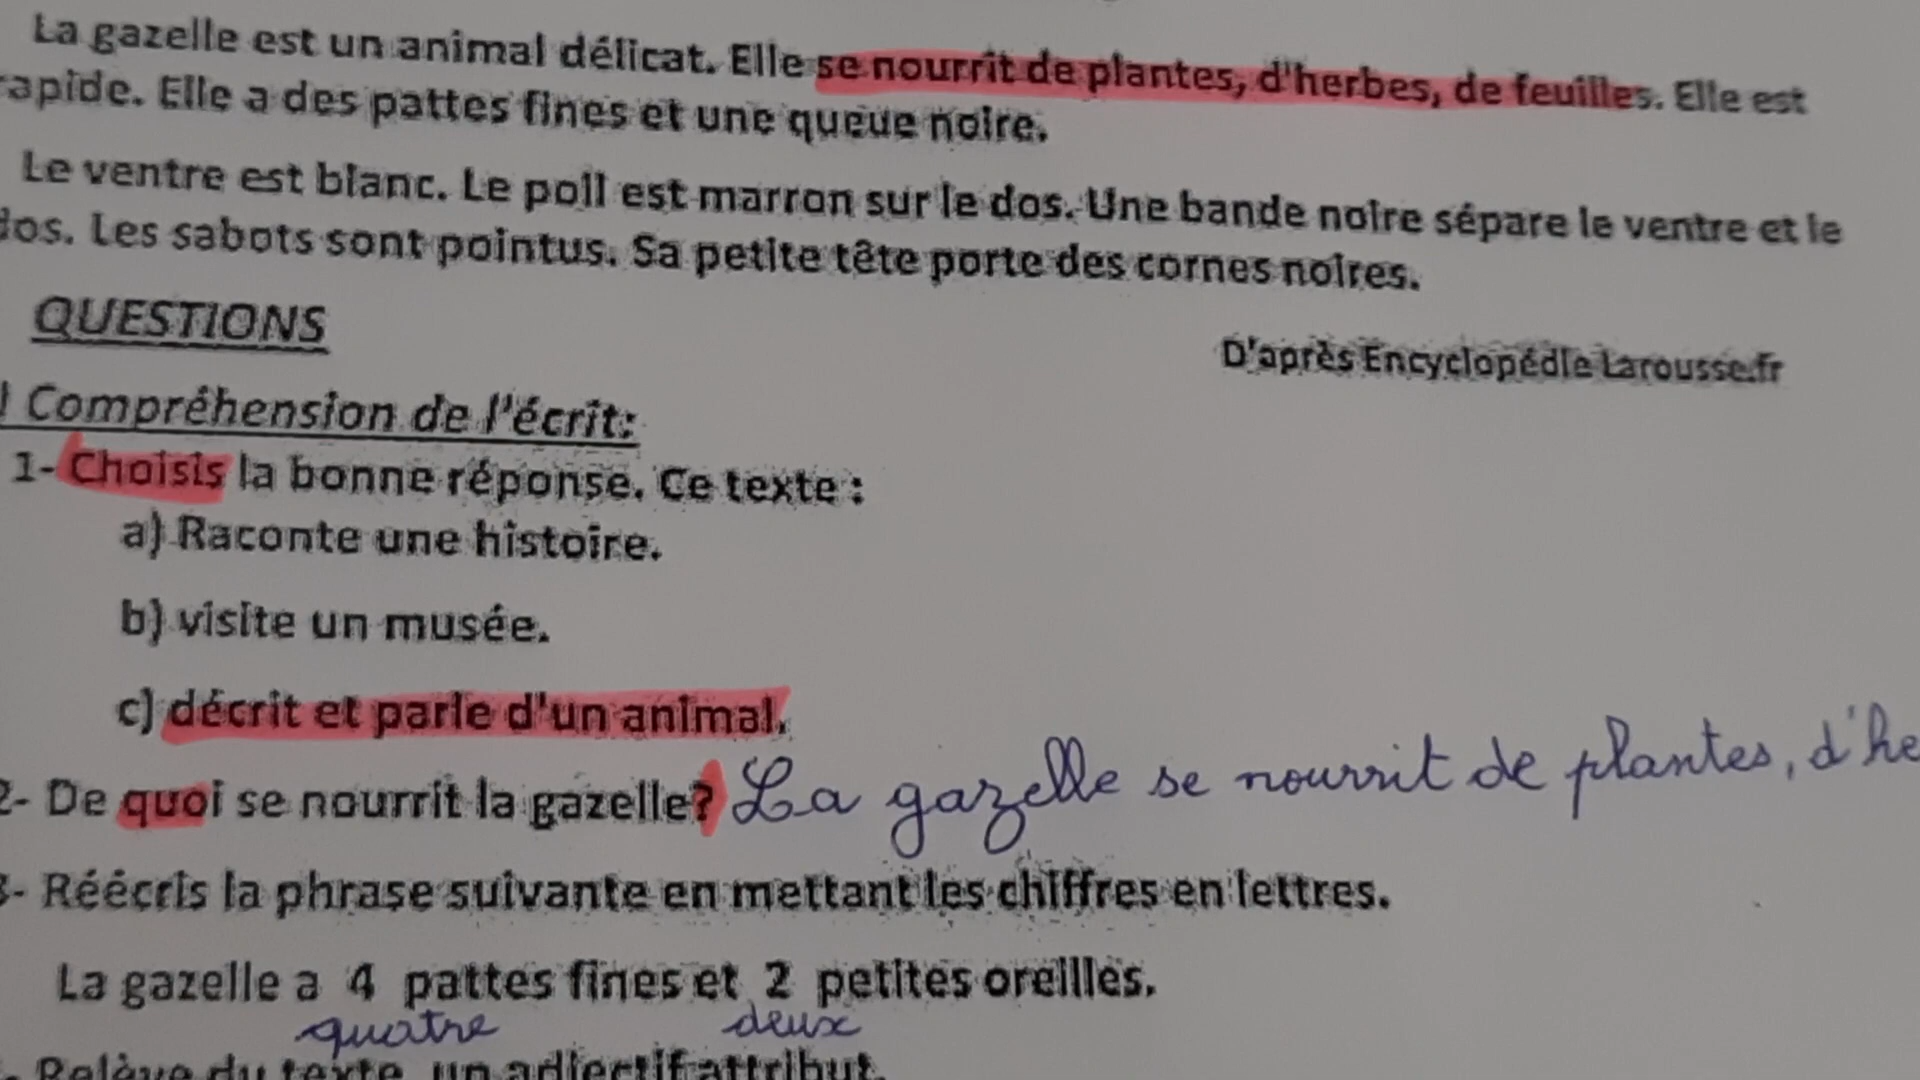 La gazelle est un animal délicat. Elle se nourrit de plantes, d'herbes, de feuilles. Elle est
rapide. Elle a des pattes fines et une queue noire.
Le ventre est blanc. Le poil est marron sur le dos. Une bande noire sépare le ventre et le
dos. Les sabots sont pointus. Sa petite tête porte des cornes noires.
QUESTIONS
D'après Encyclopédie Larousse.fr
Compréhension de l'écrit:
1- Choisis la bonne réponse. Ce texte :
a) Raconte une histoire.
b) visite un musée.
c) décrit et parle d'un animal.
2- De quoi se nourrit la gazelle? La gazelle se nourrit de plantes, d'he
3- Réécris la phrase suivante en mettant les chiffres en lettres.
La gazelle a 4 pattes fines et 2 petites oreilles.
quatre deux
- Relève du texte un adjectif attribut.